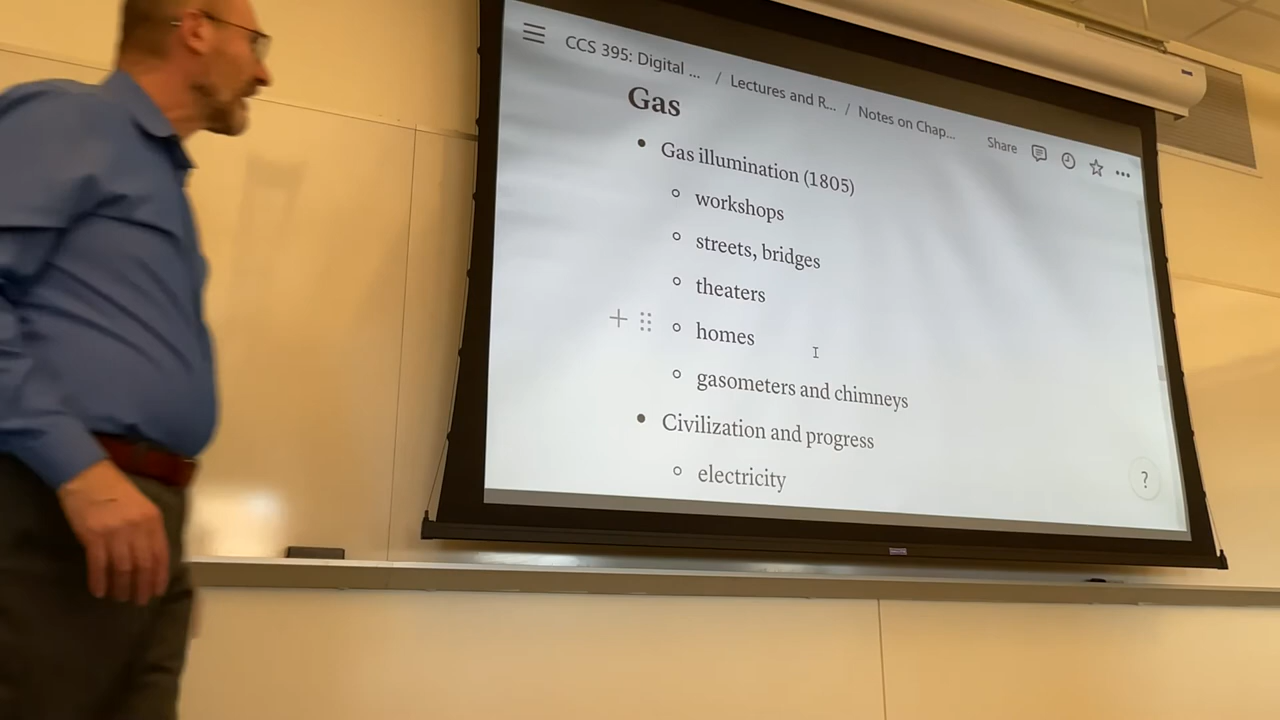 CCS 395: Digital ... / Lectures and R... / Notes on Chap... Share
Gas
Gas illumination (1805)
workshops
streets, bridges
theaters
homes
gasometers and chimneys
Civilization and progress
electricity
?